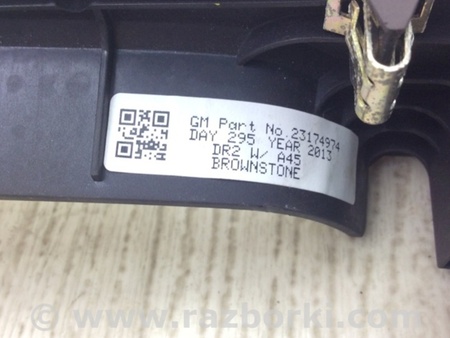 GM Part No.23174974
DAY 295 YEAR 2013
DR2 W/ A45
BROWNSTONE
© www.razborki.com